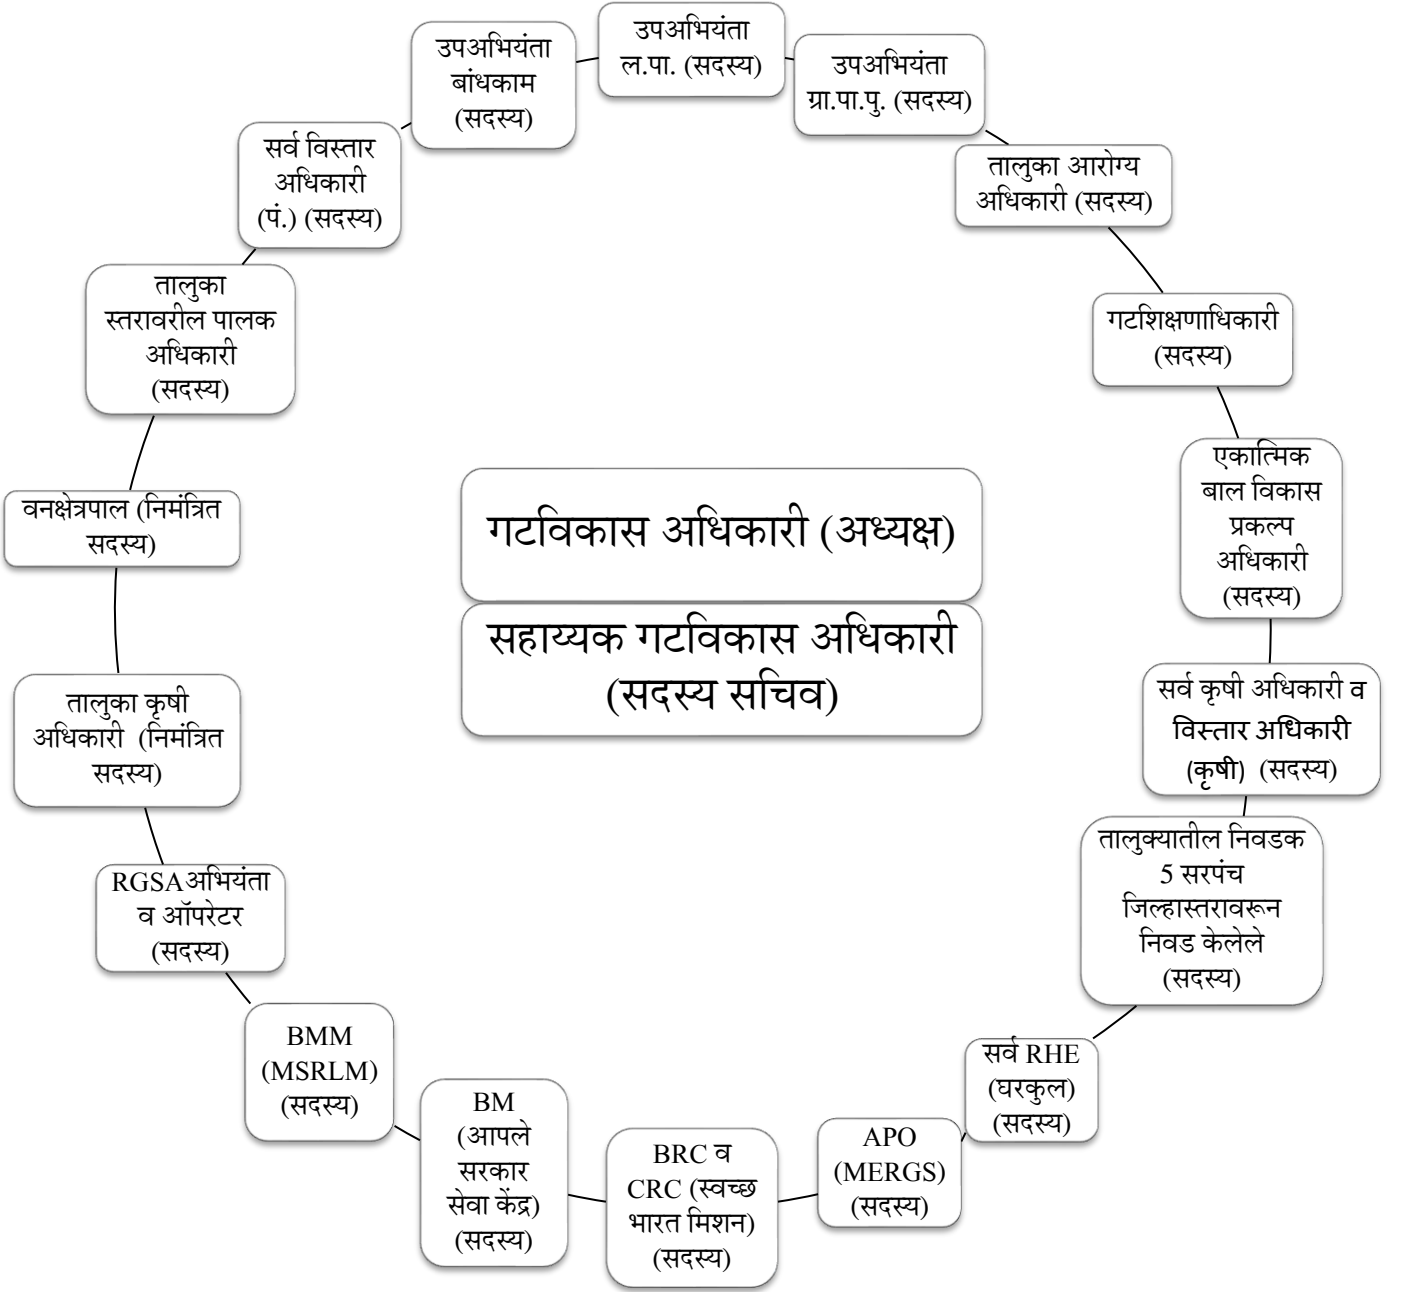 उपअभियंता
ल.पा. (सदस्य)
उपअभियंता
ग्रा.पा.पु. (सदस्य)
तालुका आरोग्य
अधिकारी (सदस्य)
गटशिक्षणाधिकारी
(सदस्य)
एकात्मिक
बाल विकास
प्रकल्प
अधिकारी
(सदस्य)
सर्व कृषी अधिकारी व
विस्तार अधिकारी
(कृषी) (सदस्य)
तालुक्यातील निवडक
5 सरपंच
जिल्हास्तरावरून
निवड केलेले
(सदस्य)
सर्व RHE
(घरकुल)
(सदस्य)
APO
(MERGS)
(सदस्य)
BRC व
CRC (स्वच्छ
भारत मिशन)
(सदस्य)
BM
(आपले
सरकार
सेवा केंद्र)
(सदस्य)
BMM
(MSRLM)
(सदस्य)
RGSAअभियंता
व ऑपरेटर
(सदस्य)
तालुका कृषी
अधिकारी (निमंत्रित
सदस्य)
वनक्षेत्रपाल (निमंत्रित
सदस्य)
तालुका
स्तरावरील पालक
अधिकारी
(सदस्य)
सर्व विस्तार
अधिकारी
(पं.) (सदस्य)
उपअभियंता
बांधकाम
(सदस्य)
गटविकास अधिकारी (अध्यक्ष)
सहाय्यक गटविकास अधिकारी
(सदस्य सचिव)